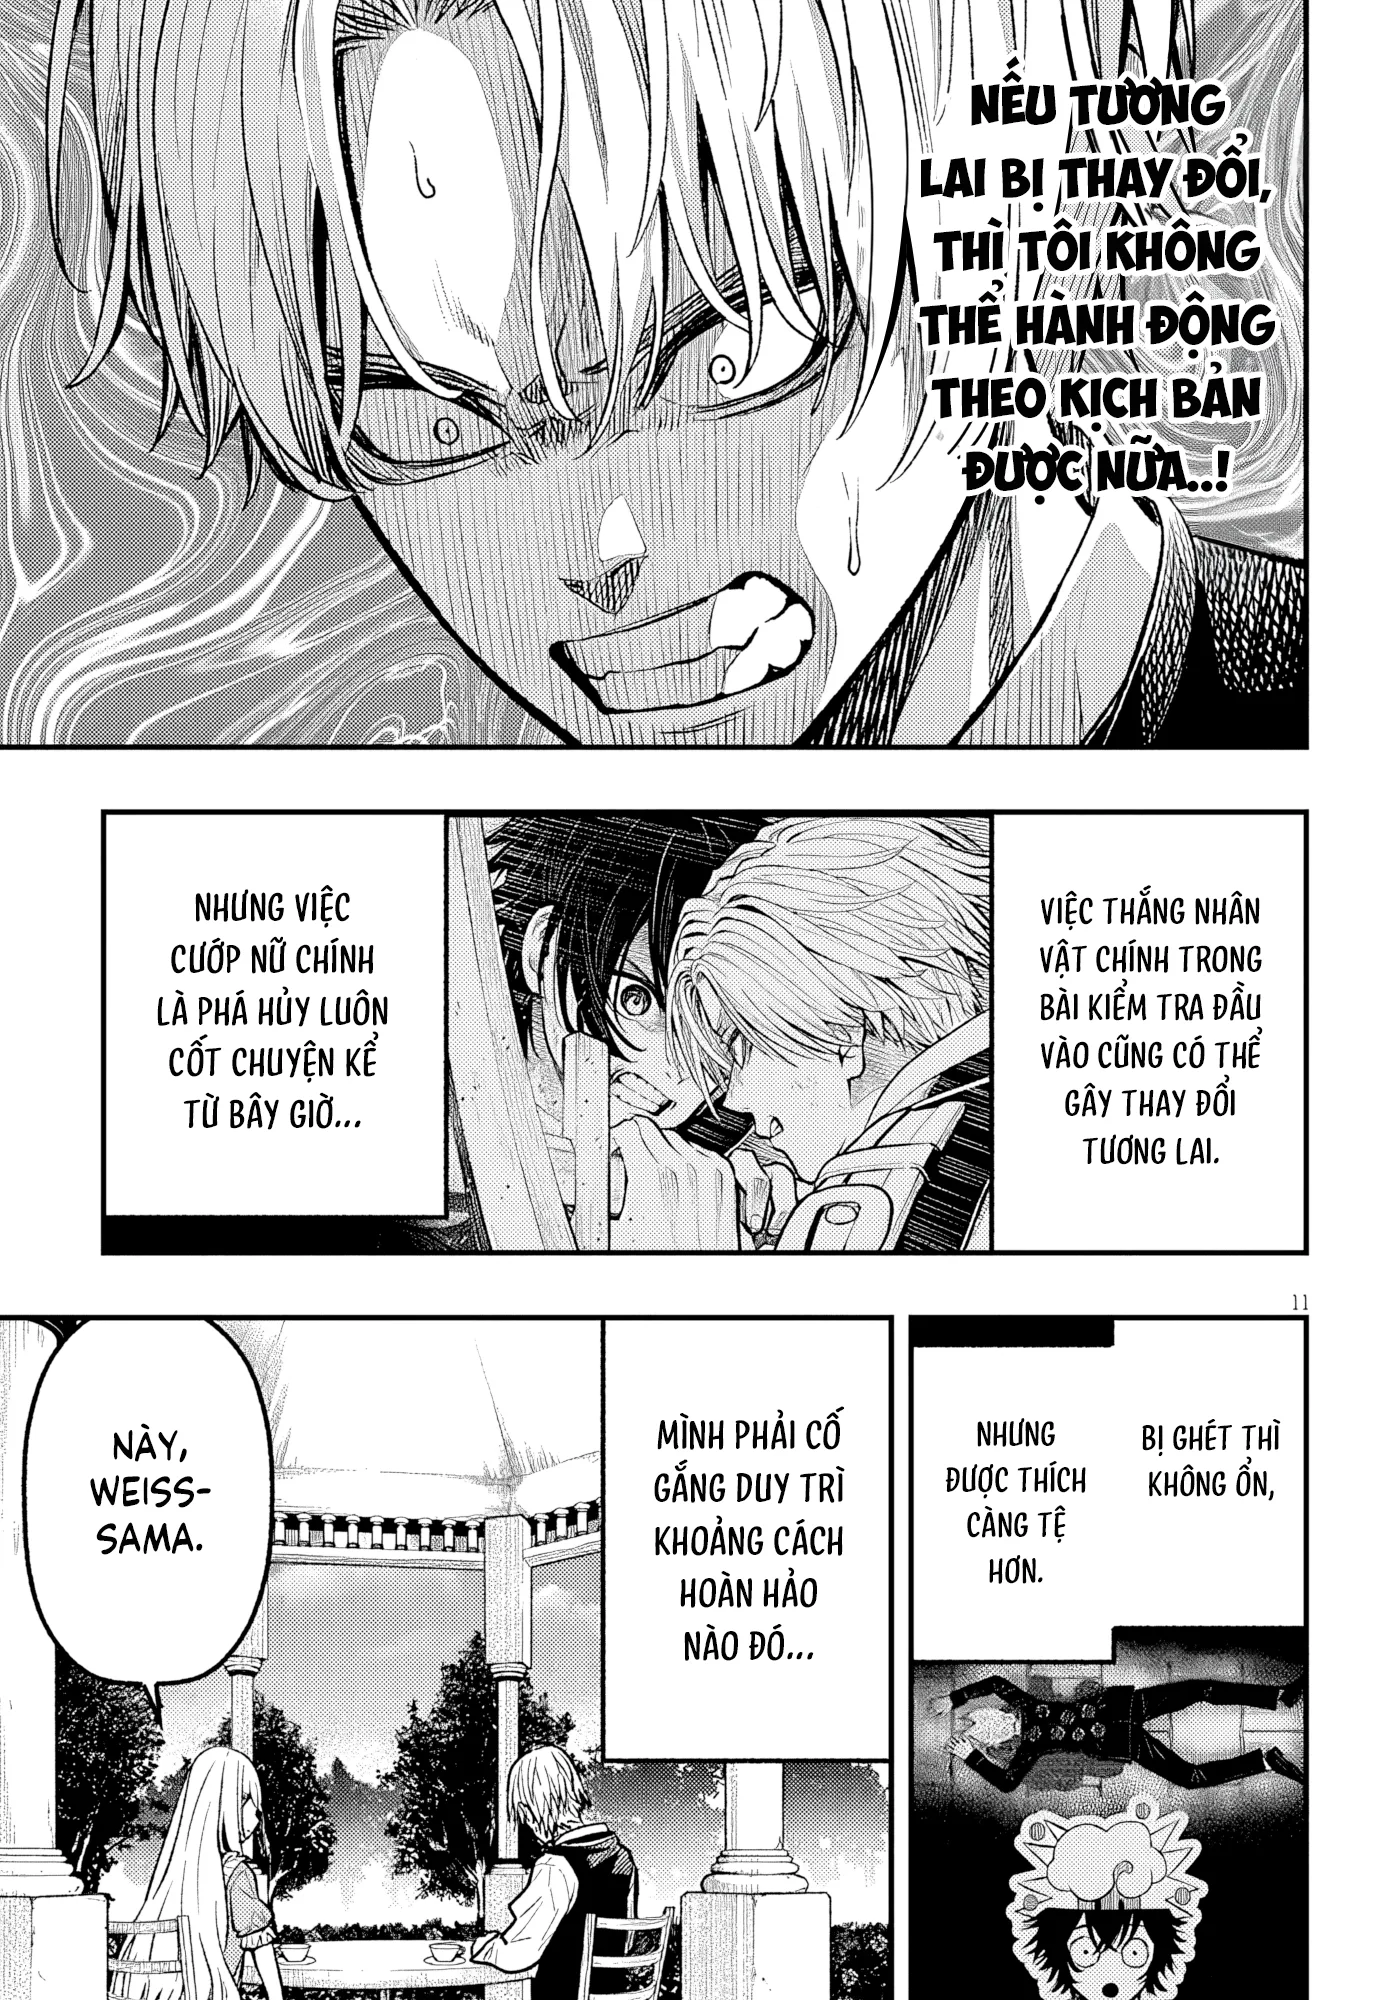 NẾU TƯƠNG
LAI BỊ THAY ĐỔI,
THÌ TÔI KHÔNG
THỂ HÀNH ĐỘNG
THEO KỊCH BẢN
ĐƯỢC NỮA..!
VIỆC THẮNG NHÂN
VẬT CHÍNH TRONG
BÀI KIỂM TRA ĐẦU
VÀO CŨNG CÓ THỂ
GÂY THAY ĐỔI
TƯƠNG LAI.
NHƯNG VIỆC
CƯỚP NỮ CHÍNH
LÀ PHÁ HỦY LUÔN
CỐT CHUYỆN KỂ
TỪ BÂY GIỜ...
11
BỊ GHÉT THÌ
KHÔNG ỔN,
NHƯNG
ĐƯỢC THÍCH
CÀNG TỆ
HƠN.
MÌNH PHẢI CỐ
GẮNG DUY TRÌ
KHOẢNG CÁCH
HOÀN HẢO
NÀO ĐÓ...
NÀY,
WEISS-
SAMA.